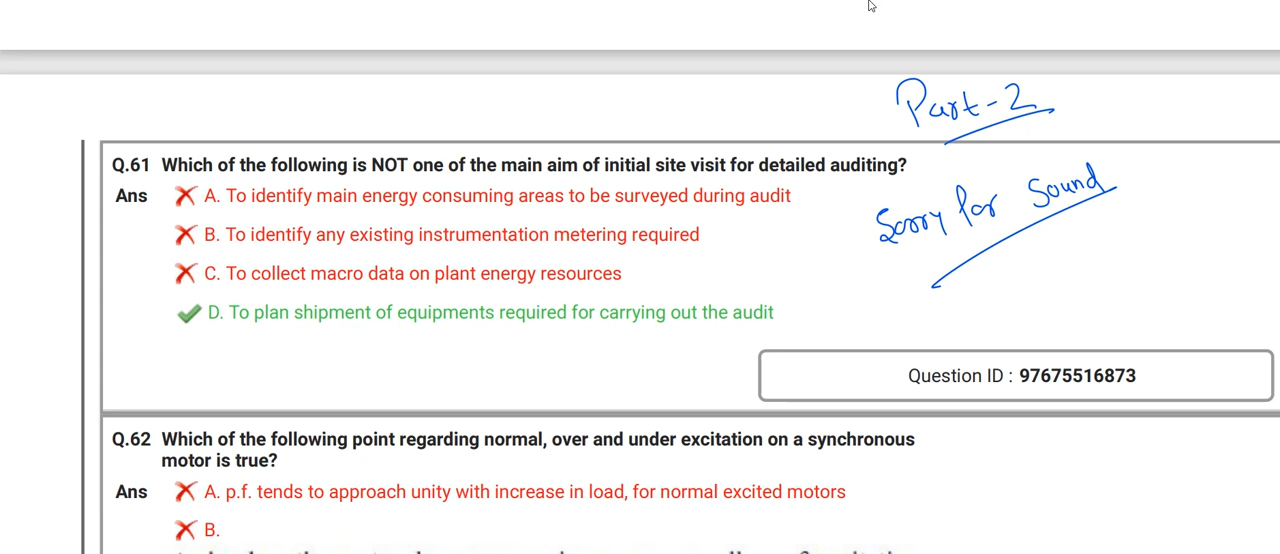 Part-2
Q.61 Which of the following is NOT one of the main aim of initial site visit for detailed auditing?
Ans A. To identify main energy consuming areas to be surveyed during audit
B. To identify any existing instrumentation metering required
C. To collect macro data on plant energy resources
D. To plan shipment of equipments required for carrying out the audit
Sorry for Sound
Question ID : 97675516873
Q.62 Which of the following point regarding normal, over and under excitation on a synchronous
motor is true?
Ans A. p.f. tends to approach unity with increase in load, for normal excited motors
B.